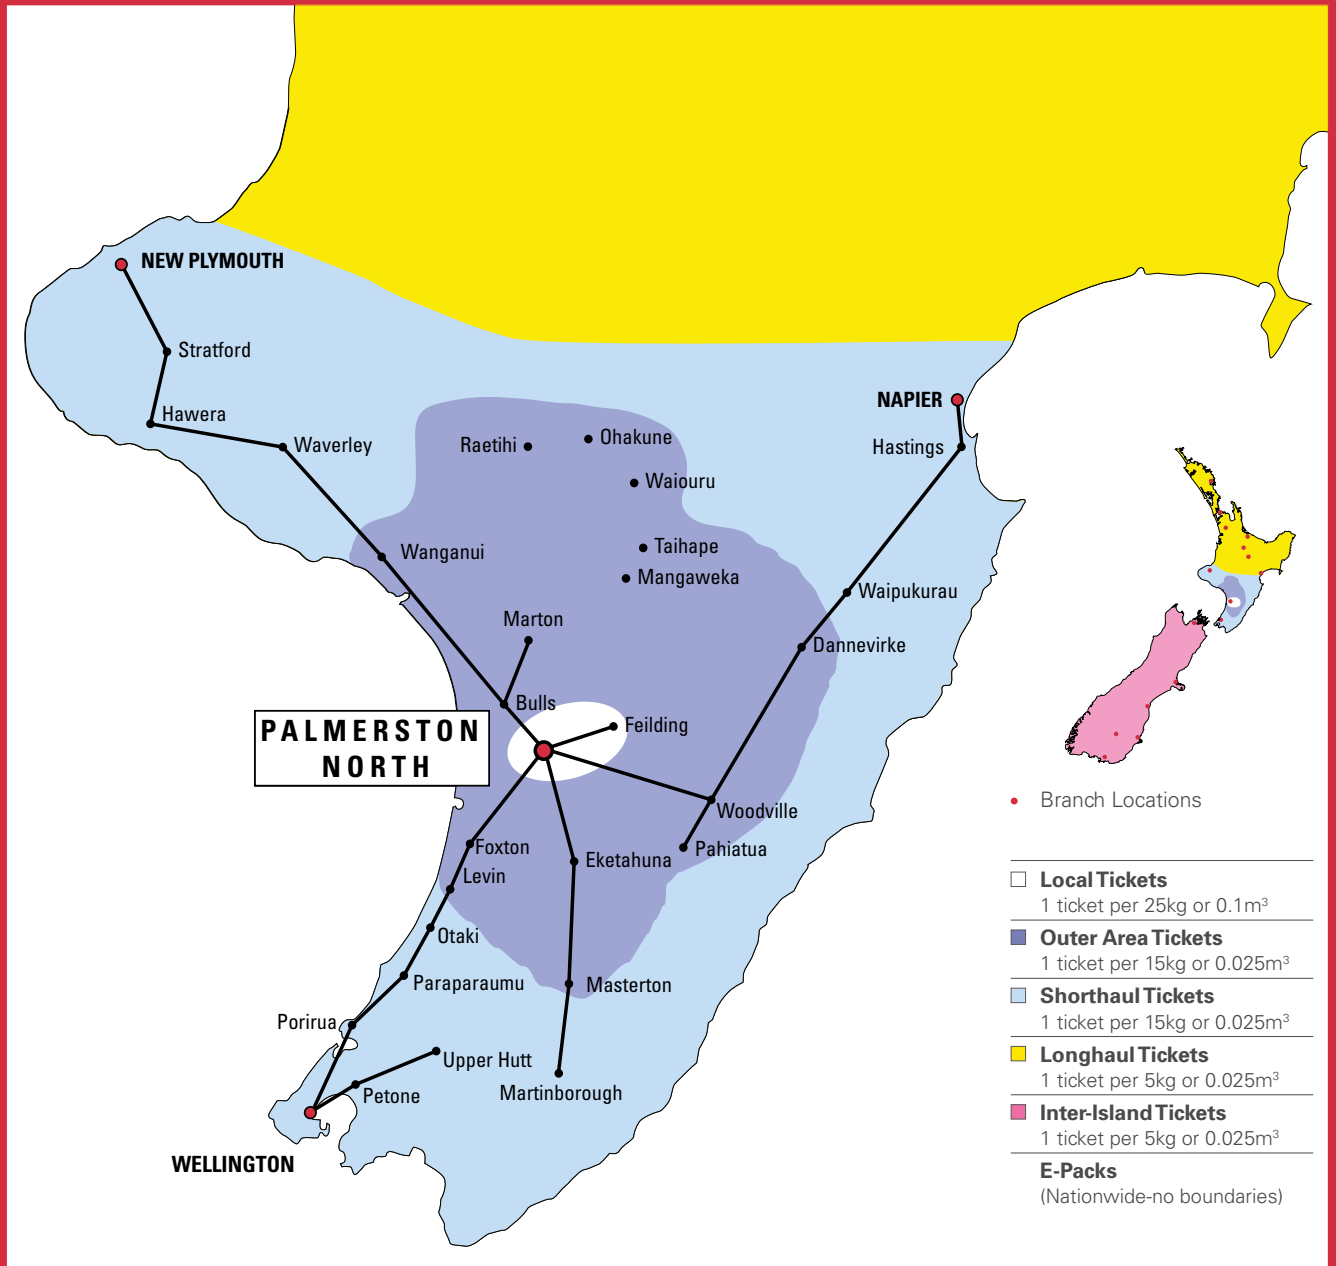 NEW PLYMOUTH
Stratford
Hawera
Waverley
Raetihi
Ohakune
NAPIER
Hastings
Waiouru
Wanganui
Taihape
Mangaweka
Waipukurau
Marton
Dannevirke
Bulls
PALMERSTON
NORTH
Feilding
Woodville
Foxton
Pahiatua
Eketahuna
Levin
Otaki
Paraparaumu
Masterton
Porirua
Upper Hutt
Petone
Martinborough
WELLINGTON
Branch Locations
Local Tickets
1 ticket per 25kg or 0.1m³
Outer Area Tickets
1 ticket per 15kg or 0.025m³
Shorthaul Tickets
1 ticket per 15kg or 0.025m³
Longhaul Tickets
1 ticket per 5kg or 0.025m³
Inter-Island Tickets
1 ticket per 5kg or 0.025m³
E-Packs
(Nationwide-no boundaries)